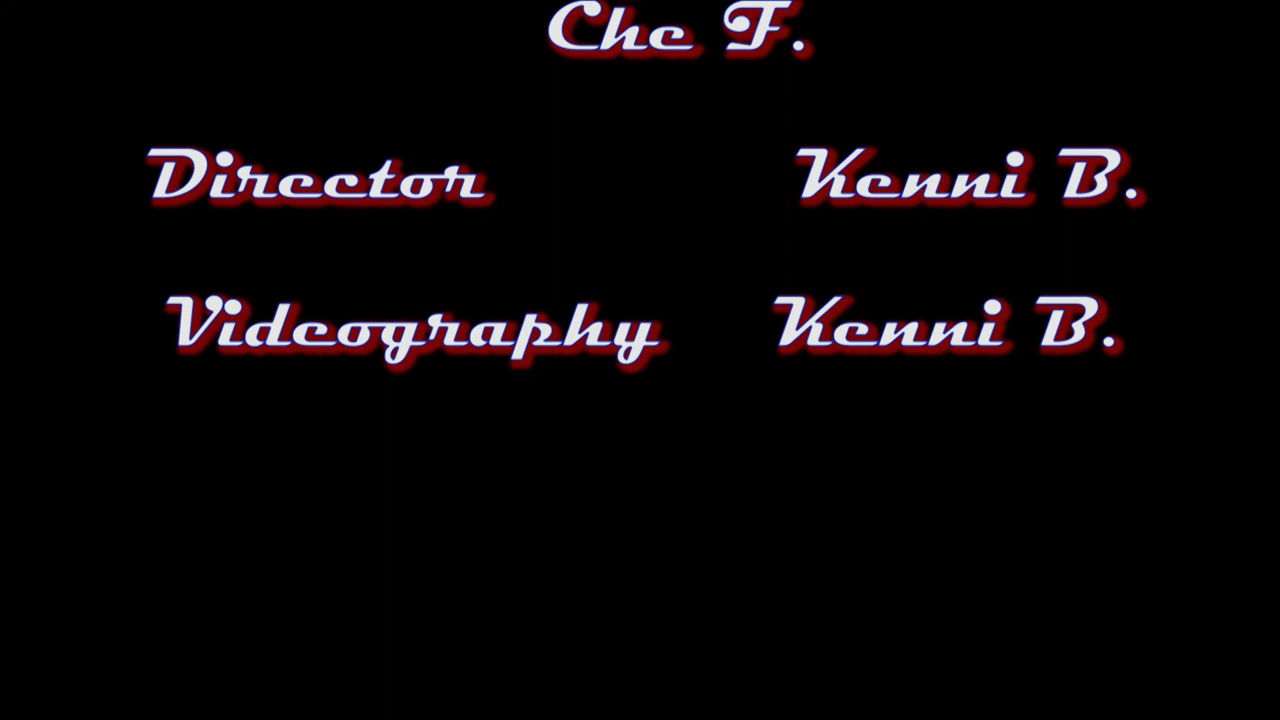 Che F.
Director Kenni B.
Videography Kenni B.